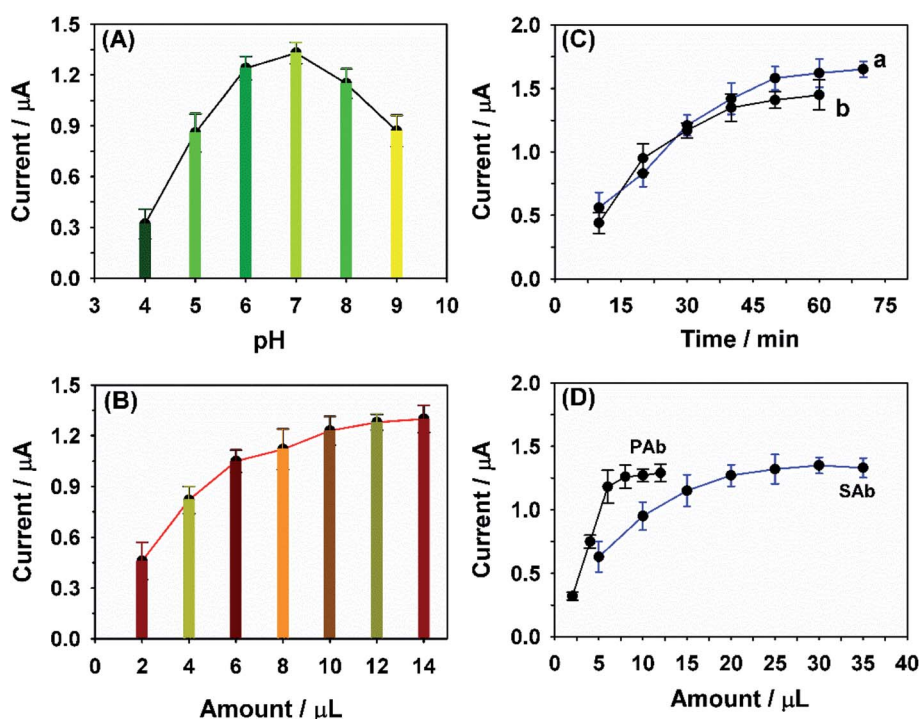 (A)
Current / μA
1.5
1.2
0.9
0.6
0.3
0.0
3 4 5 6 7 8 9 10
pH
(C)
Current / μA
2.0
1.5
1.0
0.5
0.0
a
b
0 15 30 45 60 75
Time / min
(B)
Current / μA
1.5
1.2
0.9
0.6
0.3
0.0
0 2 4 6 8 10 12 14
Amount / μL
(D)
Current / μA
2.0
1.5
1.0
0.5
0.0
PAb
SAb
0 5 10 15 20 25 30 35 40
Amount / μL